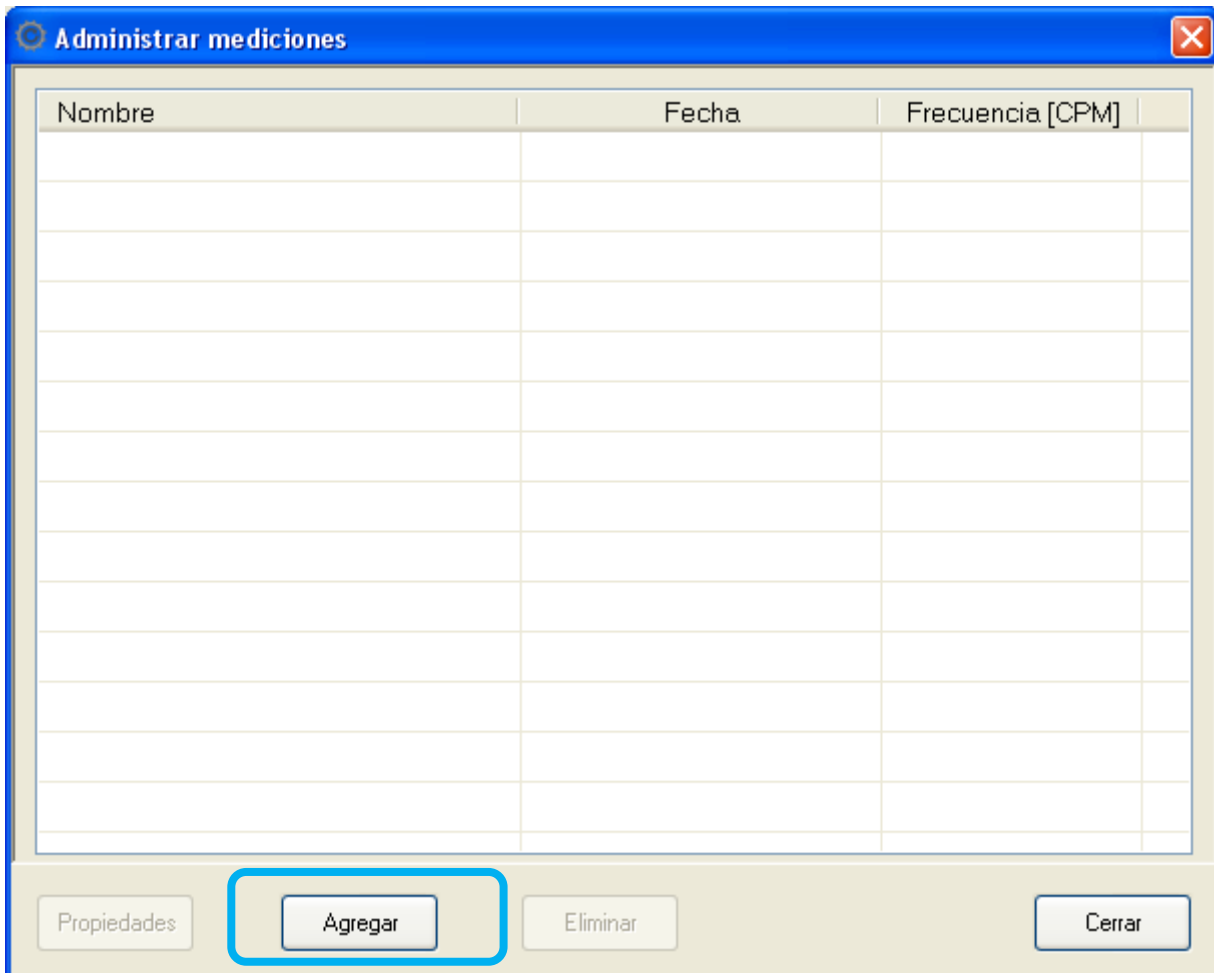 Administrar mediciones
Nombre Fecha Frecuencia [CPM]
Propiedades Agregar Eliminar Cerrar